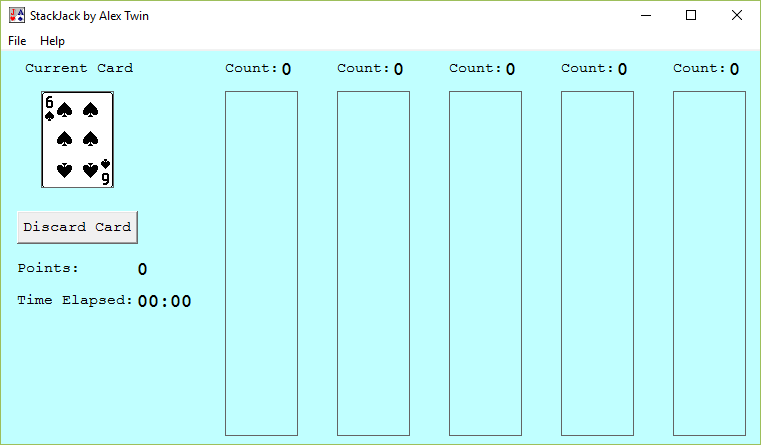 StackJack by Alex Twin
File Help
Current Card Count: 0 Count: 0 Count: 0 Count: 0 Count: 0
6
9
Discard Card
Points: 0
Time Elapsed: 00:00